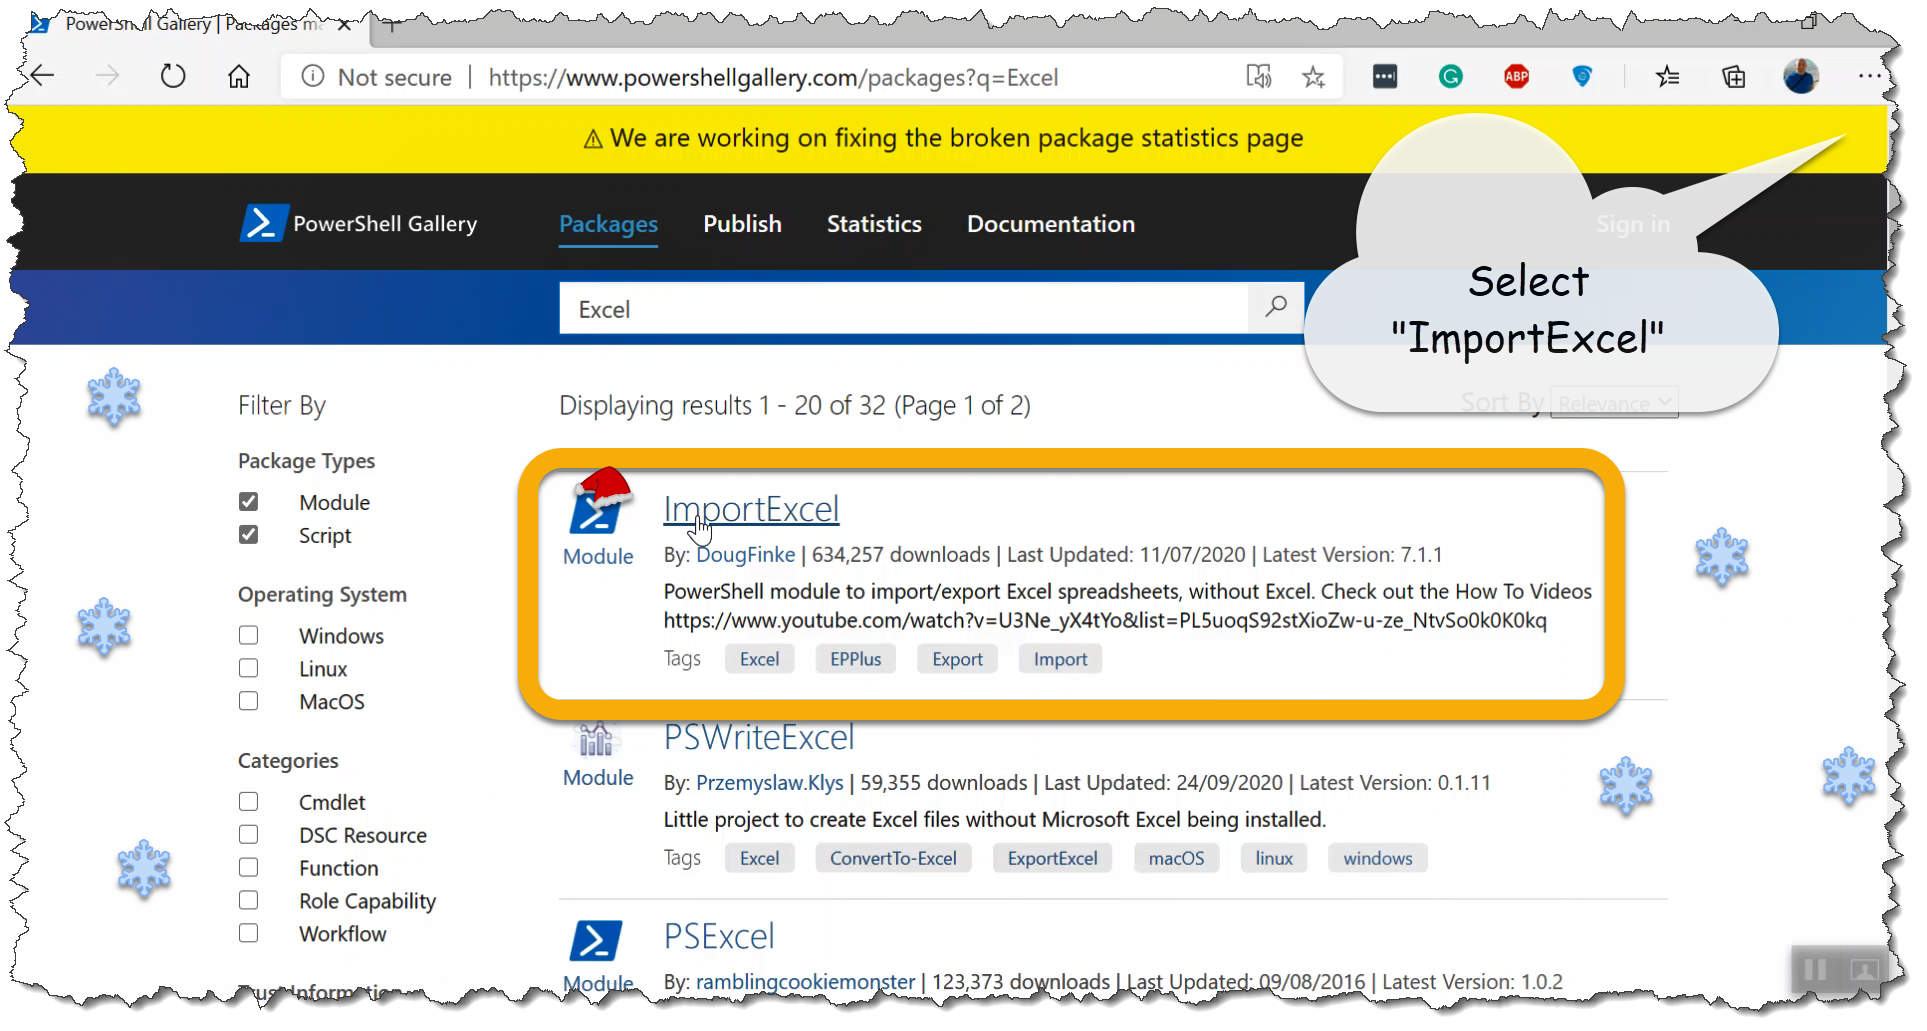 PowerShell Gallery | Packages ma
Not secure | https://www.powershellgallery.com/packages?q=Excel
ABP
⚠ We are working on fixing the broken package statistics page
PowerShell Gallery
Packages
Publish
Statistics
Documentation
Sign in
Excel
Select
"ImportExcel"
Filter By
Displaying results 1 - 20 of 32 (Page 1 of 2)
Sort By Relevance
Package Types
Module
Script
Operating System
Windows
Linux
MacOS
Categories
Cmdlet
DSC Resource
Function
Role Capability
Workflow
Trust Information
ImportExcel
Module
By: DougFinke | 634,257 downloads | Last Updated: 11/07/2020 | Latest Version: 7.1.1
PowerShell module to import/export Excel spreadsheets, without Excel. Check out the How To Videos
https://www.youtube.com/watch?v=U3Ne_yX4tYo&list=PL5uoqS92stXioZw-u-ze_NtvSo0k0K0kq
Tags Excel EPPlus Export Import
PSWriteExcel
Module
By: Przemyslaw.Klys | 59,355 downloads | Last Updated: 24/09/2020 | Latest Version: 0.1.11
Little project to create Excel files without Microsoft Excel being installed.
Tags Excel ConvertTo-Excel ExportExcel macOS linux windows
PSExcel
Module
By: ramblingcookiemonster | 123,373 downloads | Last Updated: 09/08/2016 | Latest Version: 1.0.2